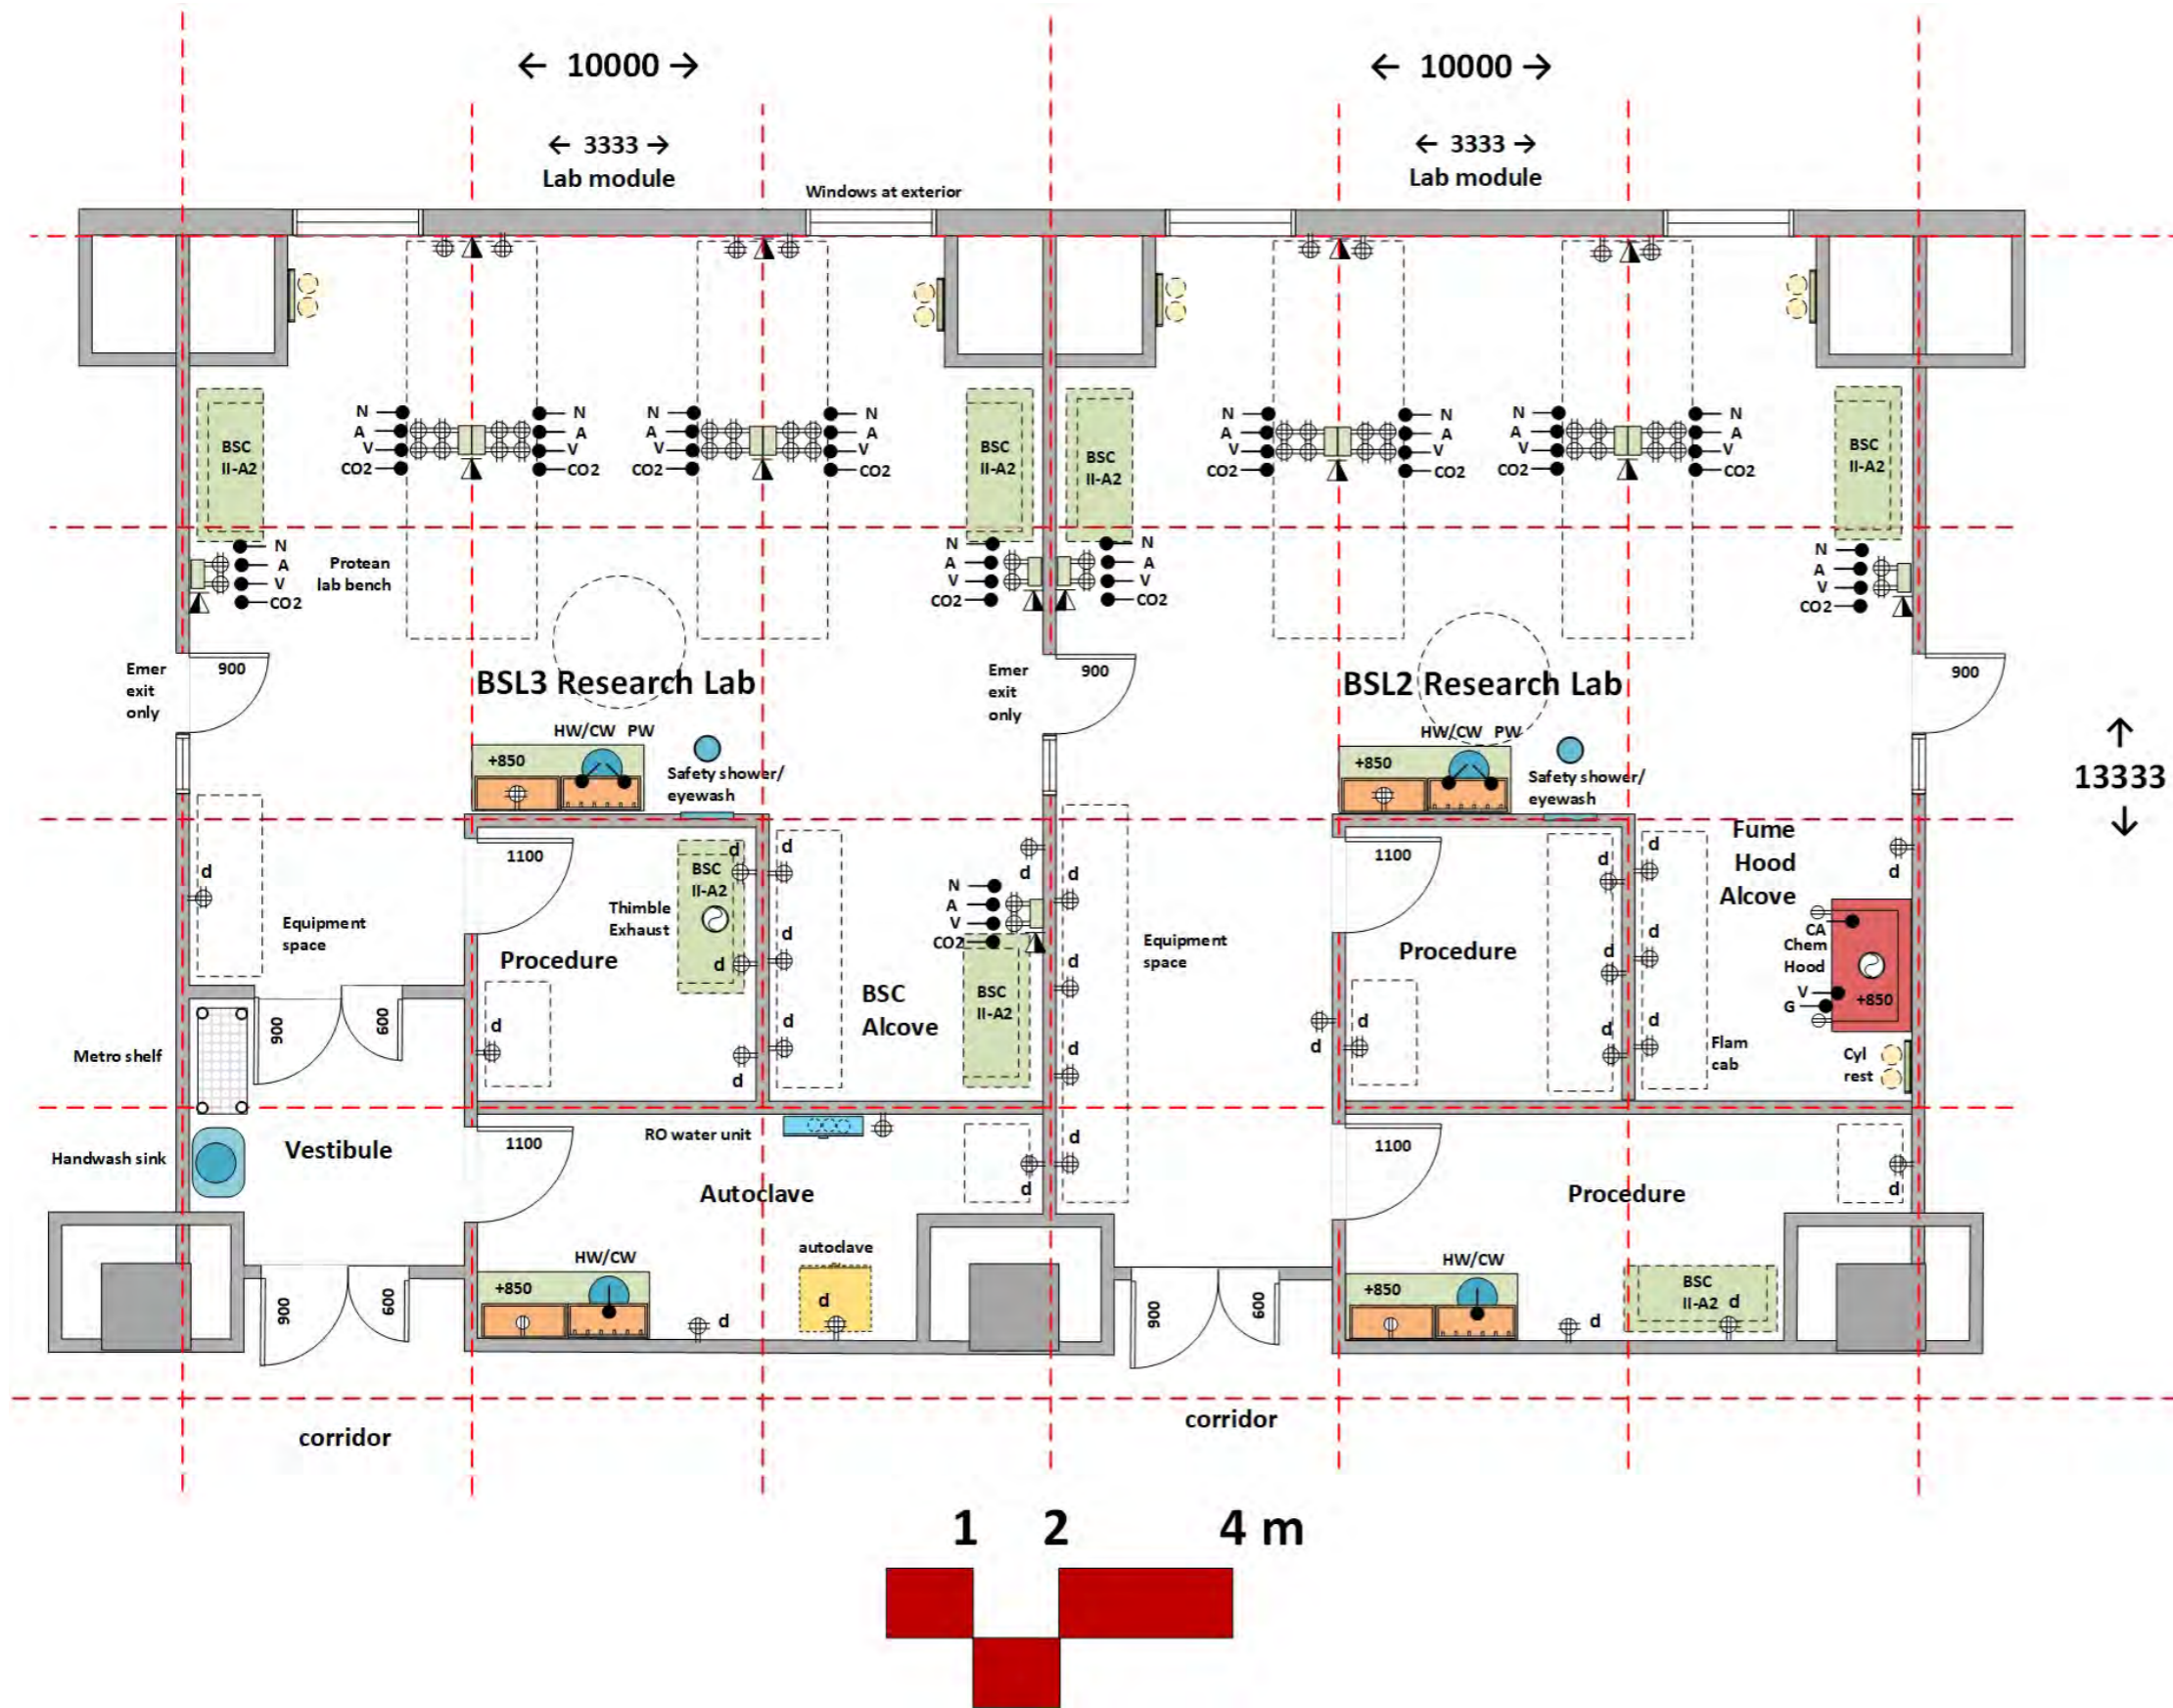 ← 10000 →
← 10000 →
← 3333 →
Lab module
← 3333 →
Lab module
Windows at exterior
N
A
V
CO2
N
A
V
CO2
N
A
V
CO2
N
A
V
CO2
N
A
V
CO2
N
A
V
CO2
N
A
V
CO2
N
A
V
CO2
BSC
II-A2
BSC
II-A2
BSC
II-A2
BSC
II-A2
N
A
V
CO2
Protean
lab bench
N
A
V
CO2
N
A
V
CO2
N
A
V
CO2
Emer
exit
only
900
BSL3 Research Lab
Emer
exit
only
900
BSL2 Research Lab
900
HW/CW PW
+850
Safety shower/
eyewash
HW/CW PW
+850
Safety shower/
eyewash
↑
13333
↓
d
Equipment
space
1100
Thimble
Exhaust
BSC
II-A2
d
d
Procedure
d
d
d
d
d
BSC
Alcove
N
A
V
CO2
d
BSC
II-A2
d
d
d
d
Equipment
space
1100
Procedure
d
d
d
d
d
d
d
d
Fume
Hood
Alcove
d
CA
Chem
Hood
V
G
+850
Flam
cab
Cyl
rest
900
600
Metro shelf
Handwash sink
Vestibule
1100
RO water unit
Autoclave
d
1100
Procedure
d
HW/CW
+850
d
autoclave
d
HW/CW
+850
d
BSC
II-A2
d
900
600
900
600
corridor
corridor
1 2 4 m